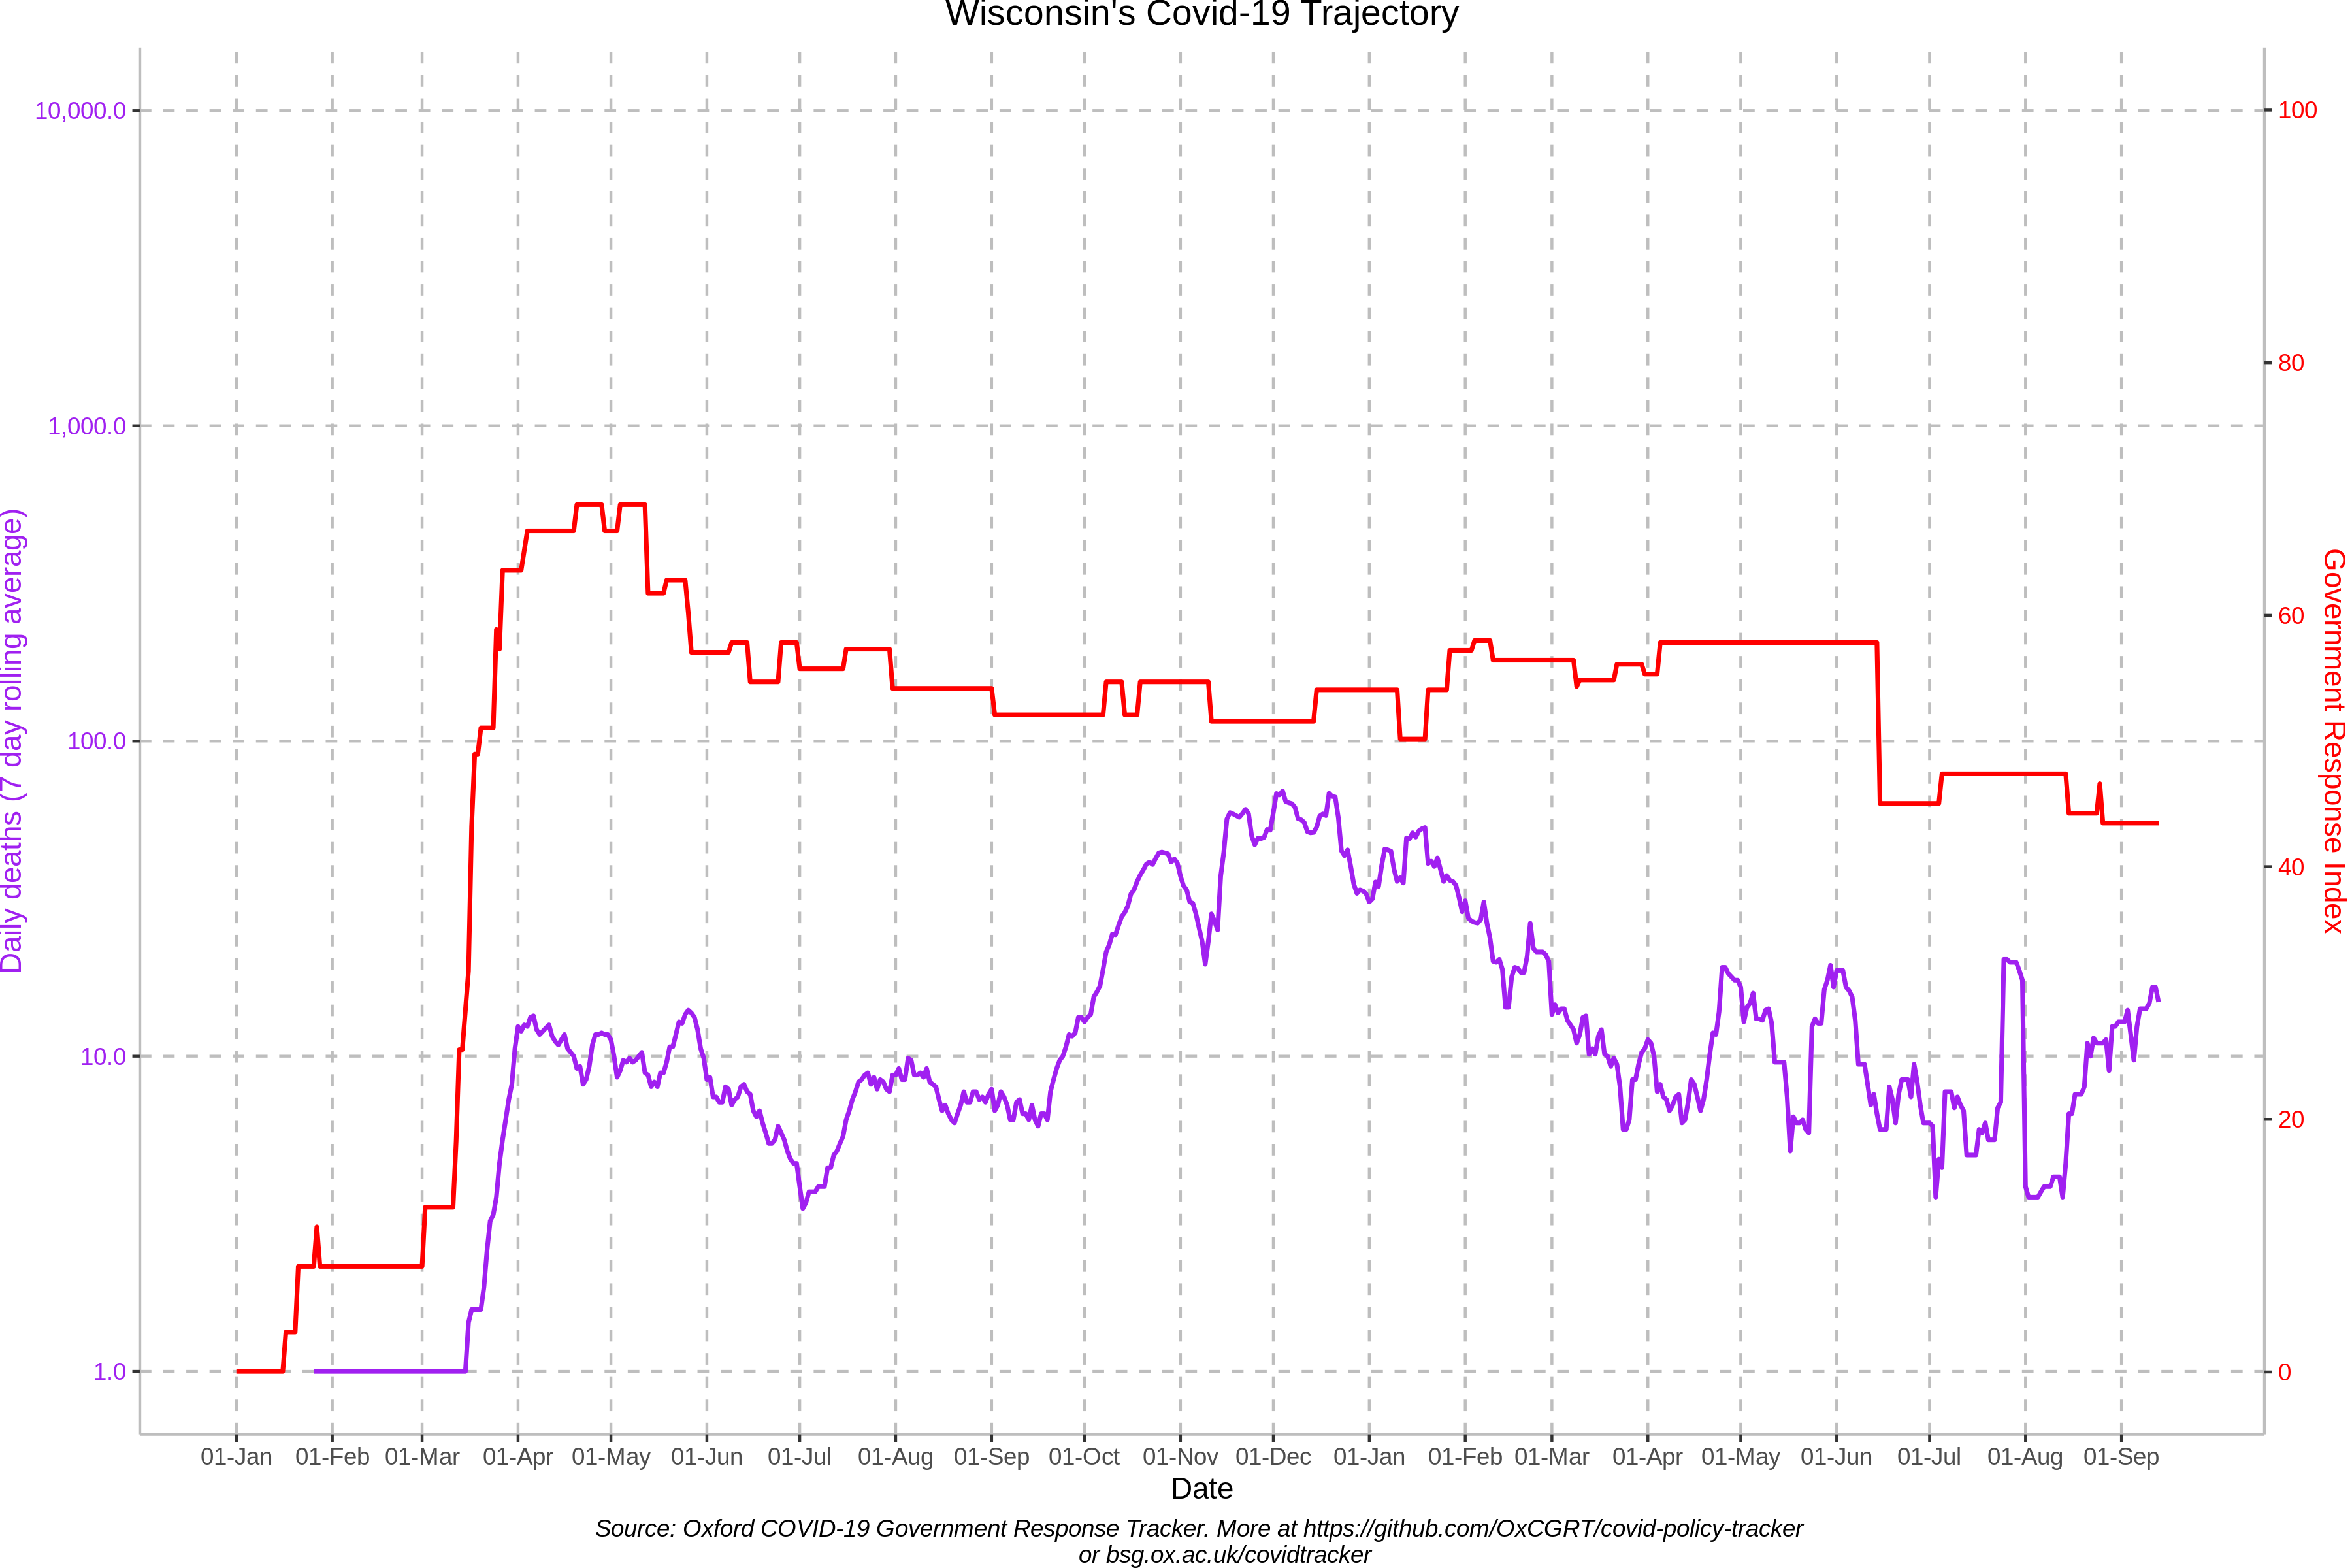 Wisconsin's Covid-19 Trajectory
10,000.0
1,000.0
100.0
10.0
1.0
Daily deaths (7 day rolling average)
100
80
60
40
20
0
Government Response Index
01-Jan 01-Feb 01-Mar 01-Apr 01-May 01-Jun 01-Jul 01-Aug 01-Sep 01-Oct 01-Nov 01-Dec 01-Jan 01-Feb 01-Mar 01-Apr 01-May 01-Jun 01-Jul 01-Aug 01-Sep
Date
Source: Oxford COVID-19 Government Response Tracker. More at https://github.com/OxCGRT/covid-policy-tracker
or bsg.ox.ac.uk/covidtracker